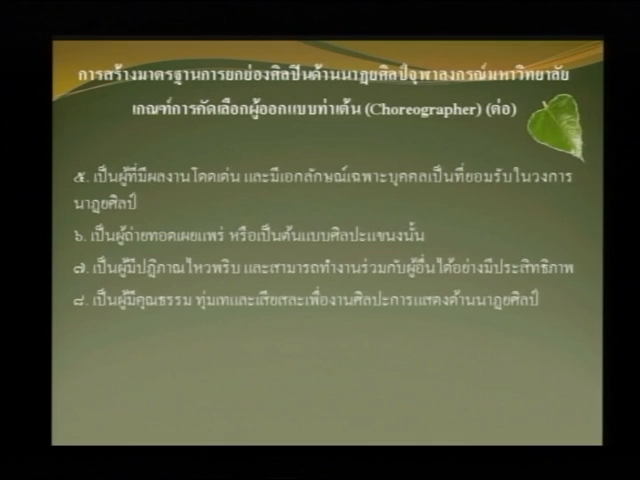 การสร้างมาตรฐานการยกย่องศิลปินด้านนาฏยศิลป์จุฬาลงกรณ์มหาวิทยาลัย
เกณฑ์การคัดเลือกผู้ออกแบบท่าเต้น (Choreographer) (ต่อ)
๕. เป็นผู้ที่มีผลงานโดดเด่น และมีเอกลักษณ์เฉพาะบุคคลเป็นที่ยอมรับในวงการ
นาฏยศิลป์
๖. เป็นผู้ถ่ายทอดเผยแพร่ หรือเป็นต้นแบบศิลปะแขนงนั้น
๗. เป็นผู้มีปฏิภาณไหวพริบ และสามารถทำงานร่วมกับผู้อื่นได้อย่างมีประสิทธิภาพ
๘. เป็นผู้มีคุณธรรม ทุ่มเทและเสียสละเพื่องานศิลปะการแสดงด้านนาฏยศิลป์